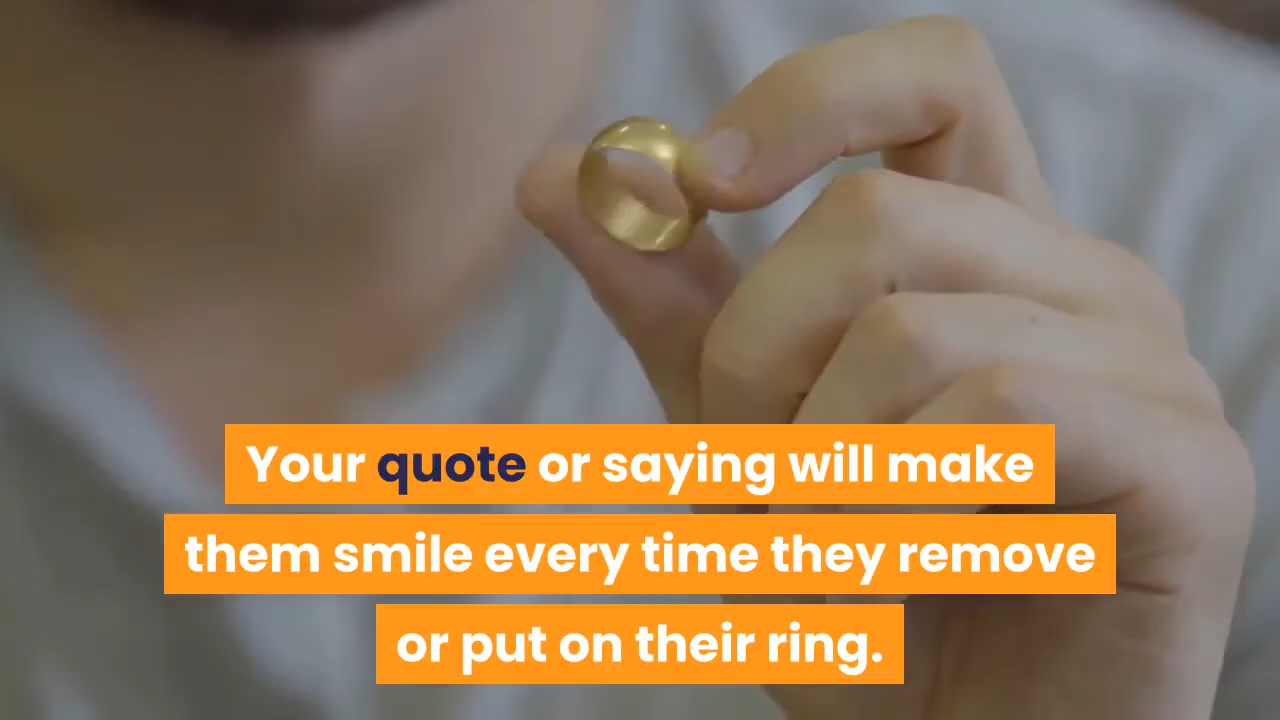 Your quote or saying will make
them smile every time they remove
or put on their ring.